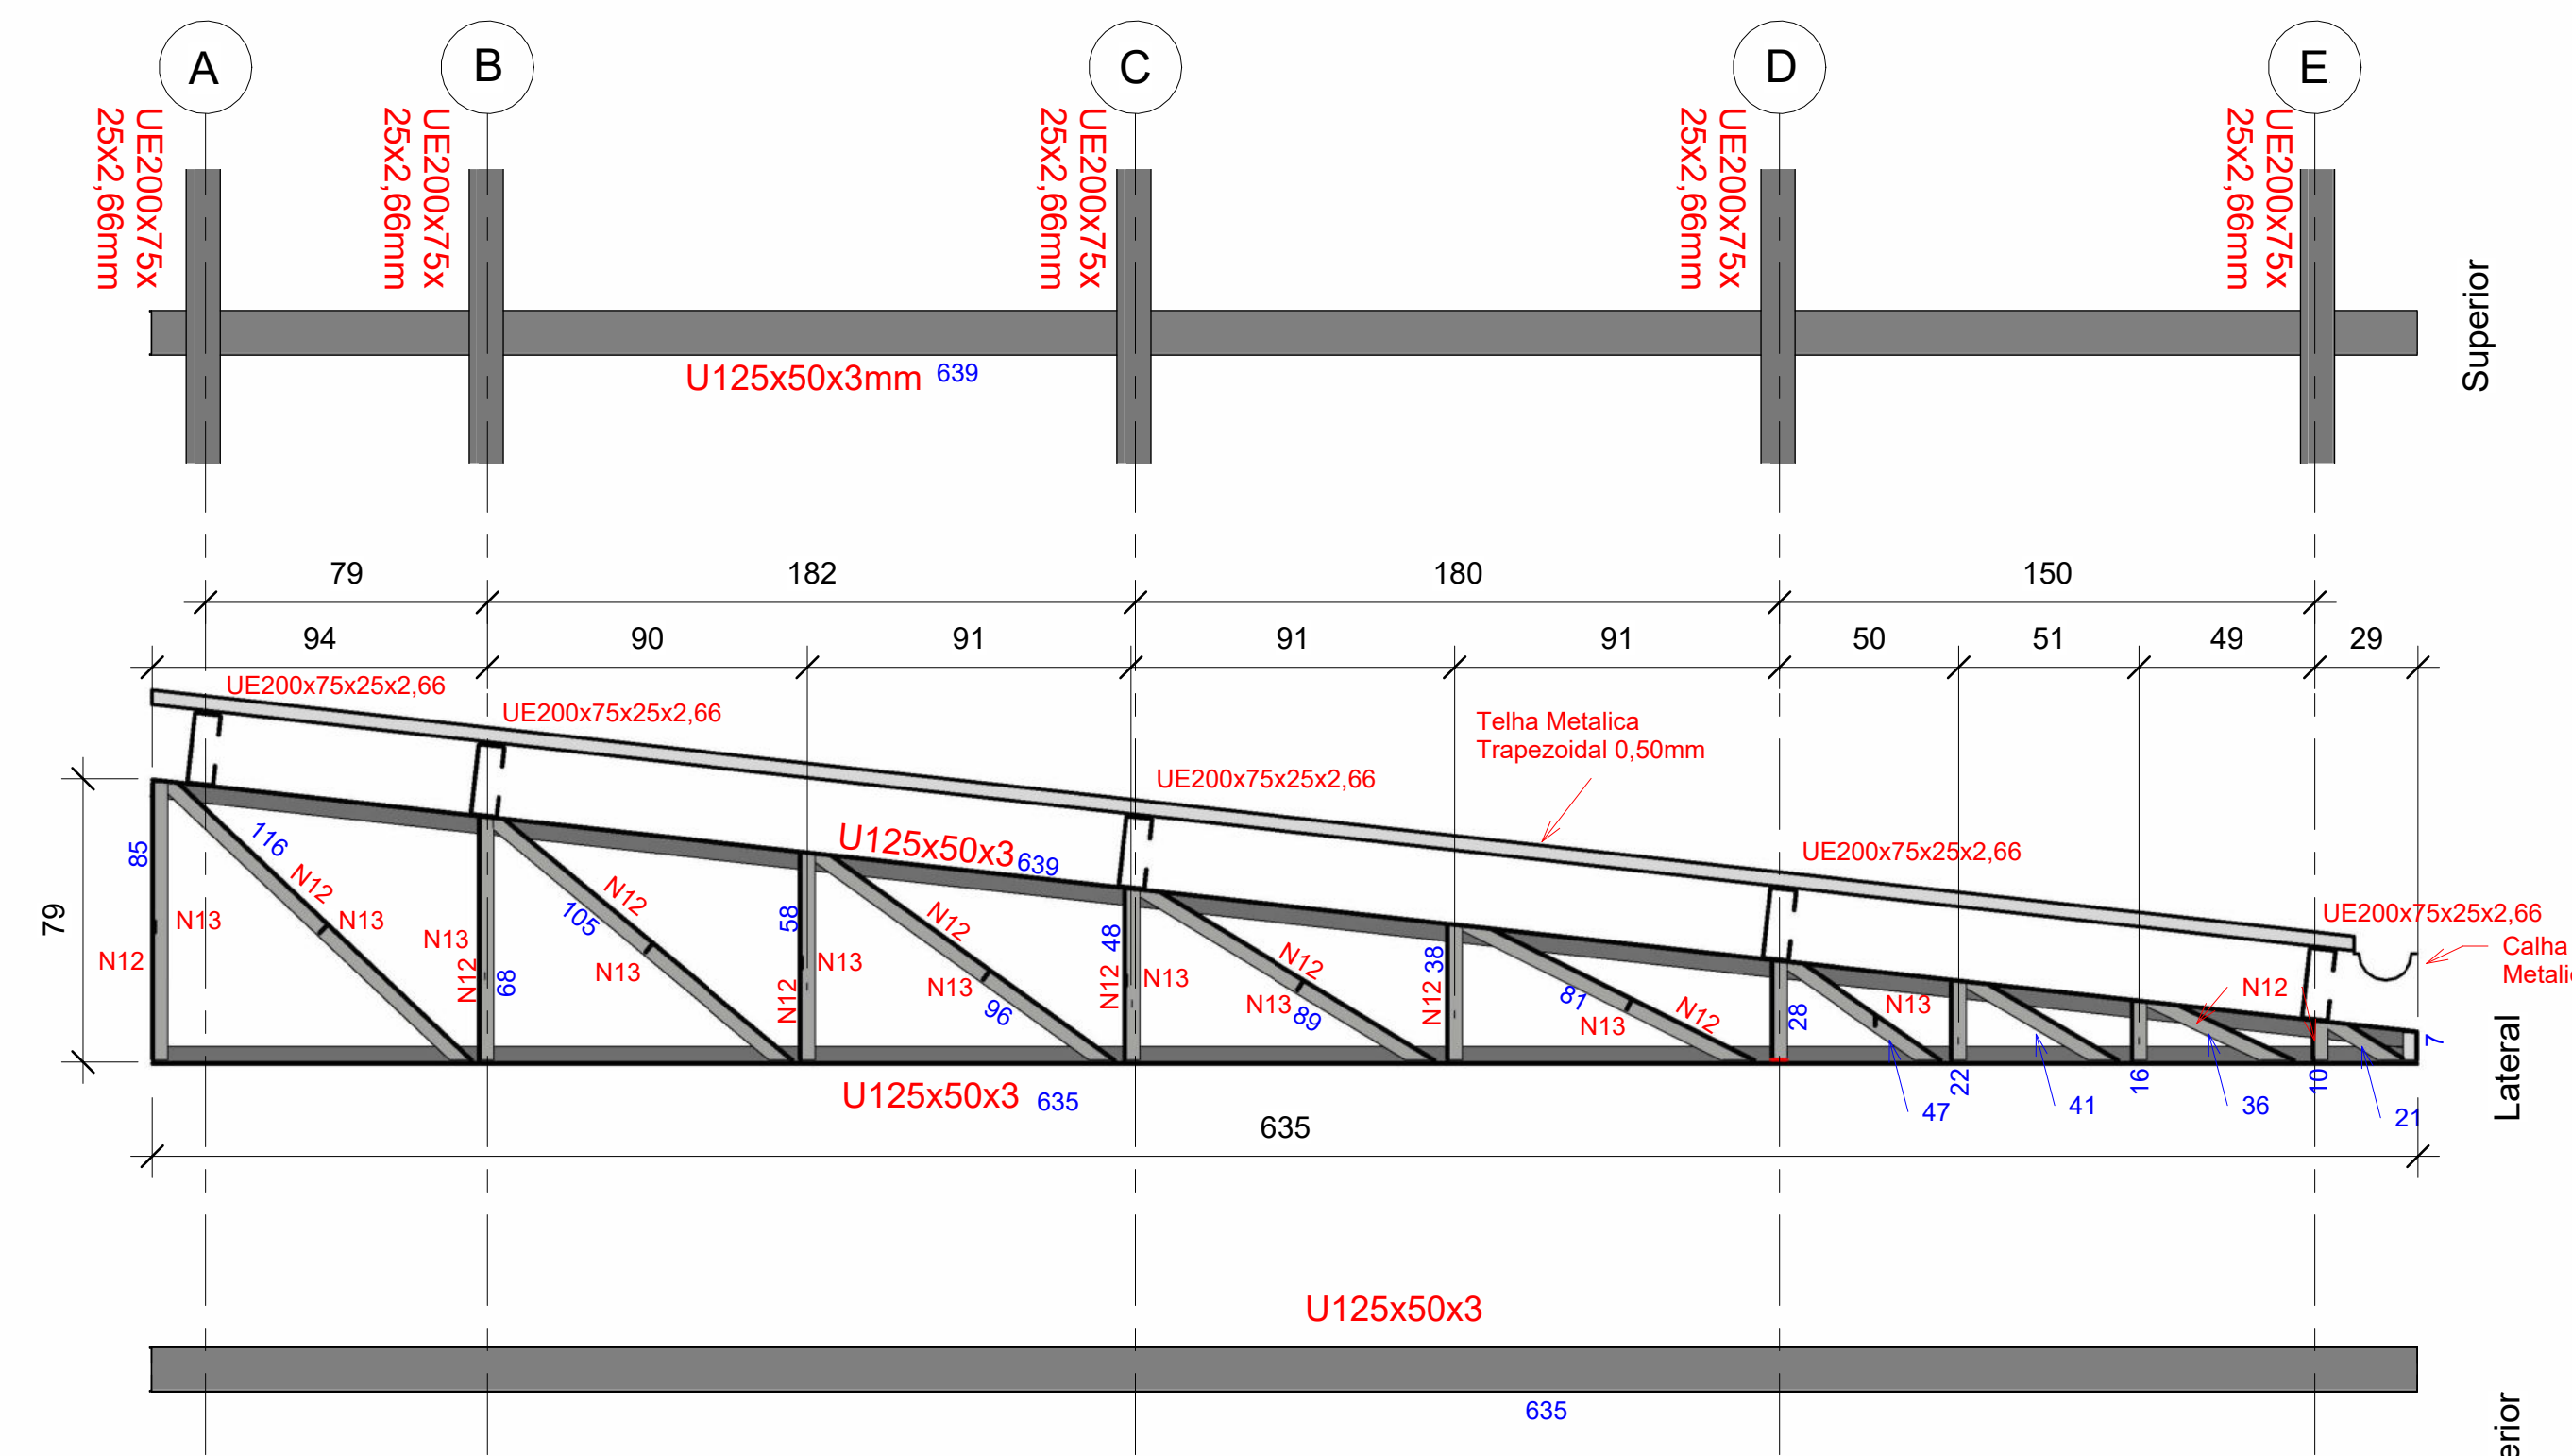 A
B
C
D
E
UE200x75x
25x2,66mm
UE200x75x
25x2,66mm
UE200x75x
25x2,66mm
UE200x75x
25x2,66mm
UE200x75x
25x2,66mm
Superior
U125x50x3mm 639
79 182 180 150
94 90 91 91 91 50 51 49 29
UE200x75x25x2,66
UE200x75x25x2,66
Telha Metalica
Trapezoidal 0,50mm
UE200x75x25x2,66
UE200x75x25x2,66
UE200x75x25x2,66
Calha
Metali
79
85
N12
N13
116
N12
N13
N13
N12
68
N12
105
N13
U125x50x3 639
58
N12
N13
N12
N13
96
48
N12
N13
N12
N13
89
38
N12
81
N13
N12
28
N13
47
22
41
16
N12
36
10
21
7
Lateral
U125x50x3 635
635
U125x50x3
635
erior